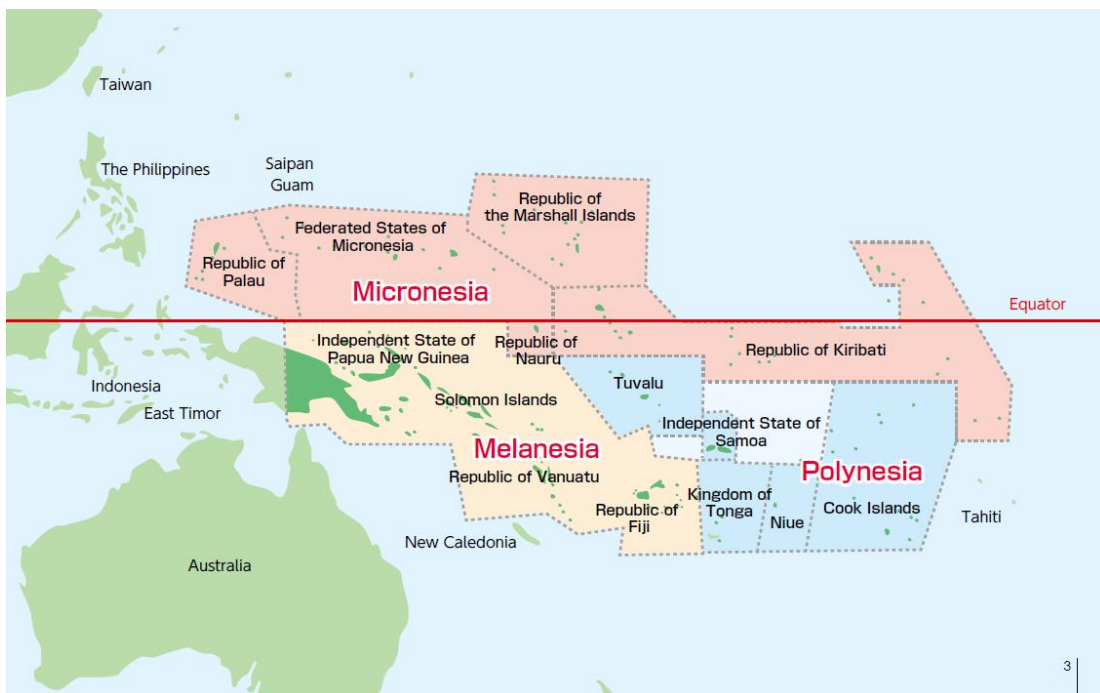 Taiwan
The Philippines
Saipan
Guam
Republic of
the Marshall Islands
Federated States of
Micronesia
Republic of
Palau
Micronesia
Equator
Independent State of
Papua New Guinea
Republic of
Nauru
Republic of Kiribati
Indonesia
East Timor
Solomon Islands
Tuvalu
Independent State of
Samoa
Melanesia
Republic of Vanuatu
Polynesia
Kingdom of
Tonga
Niue
Cook Islands
Republic of
Fiji
Tahiti
New Caledonia
Australia
3